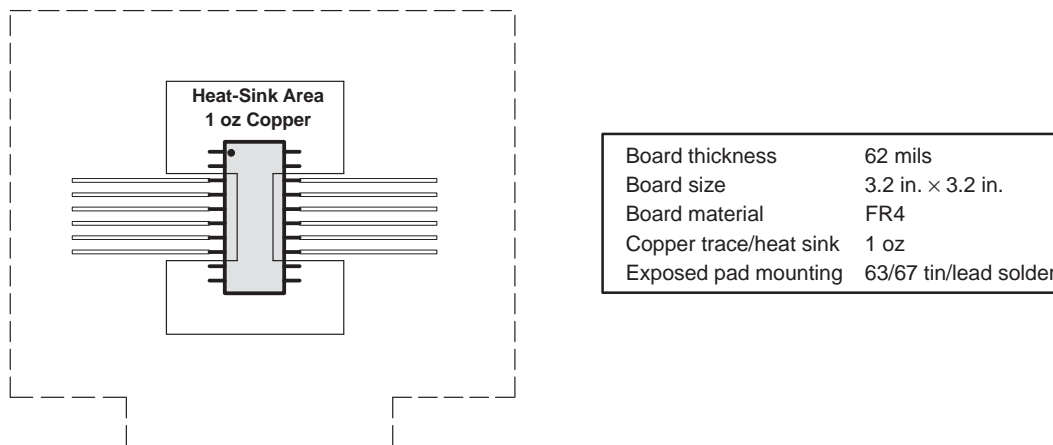 Heat-Sink Area
1 oz Copper
Board thickness 62 mils
Board size 3.2 in. × 3.2 in.
Board material FR4
Copper trace/heat sink 1 oz
Exposed pad mounting 63/67 tin/lead solder